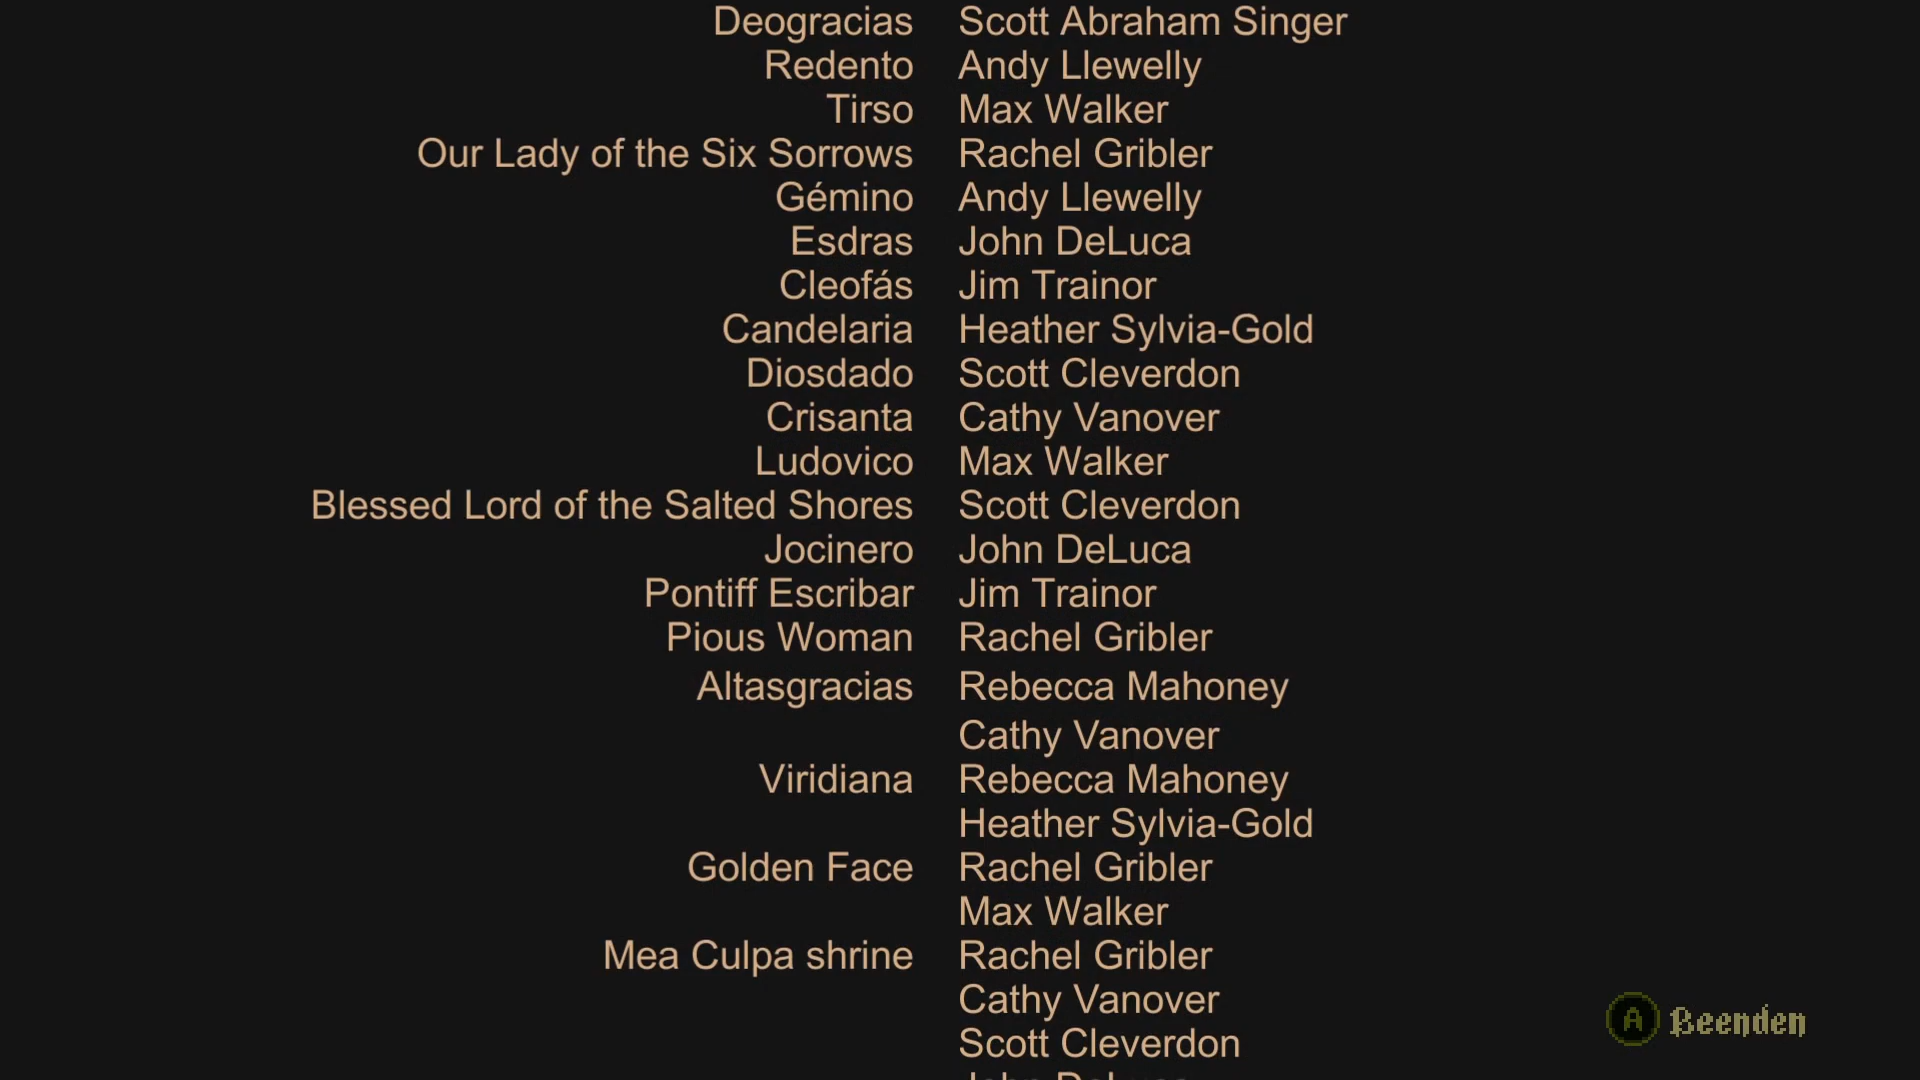 Deogracias Scott Abraham Singer
Redento Andy Llewelly
Tirso Max Walker
Our Lady of the Six Sorrows Rachel Gribler
Gémino Andy Llewelly
Esdras John DeLuca
Cleofás Jim Trainor
Candelaria Heather Sylvia-Gold
Diosdado Scott Cleverdon
Crisanta Cathy Vanover
Ludovico Max Walker
Blessed Lord of the Salted Shores Scott Cleverdon
Jocinero John DeLuca
Pontiff Escribar Jim Trainor
Pious Woman Rachel Gribler
Altasgracias Rebecca Mahoney
Cathy Vanover
Viridiana Rebecca Mahoney
Heather Sylvia-Gold
Golden Face Rachel Gribler
Max Walker
Mea Culpa shrine Rachel Gribler
Cathy Vanover
Scott Cleverdon
A Beenden